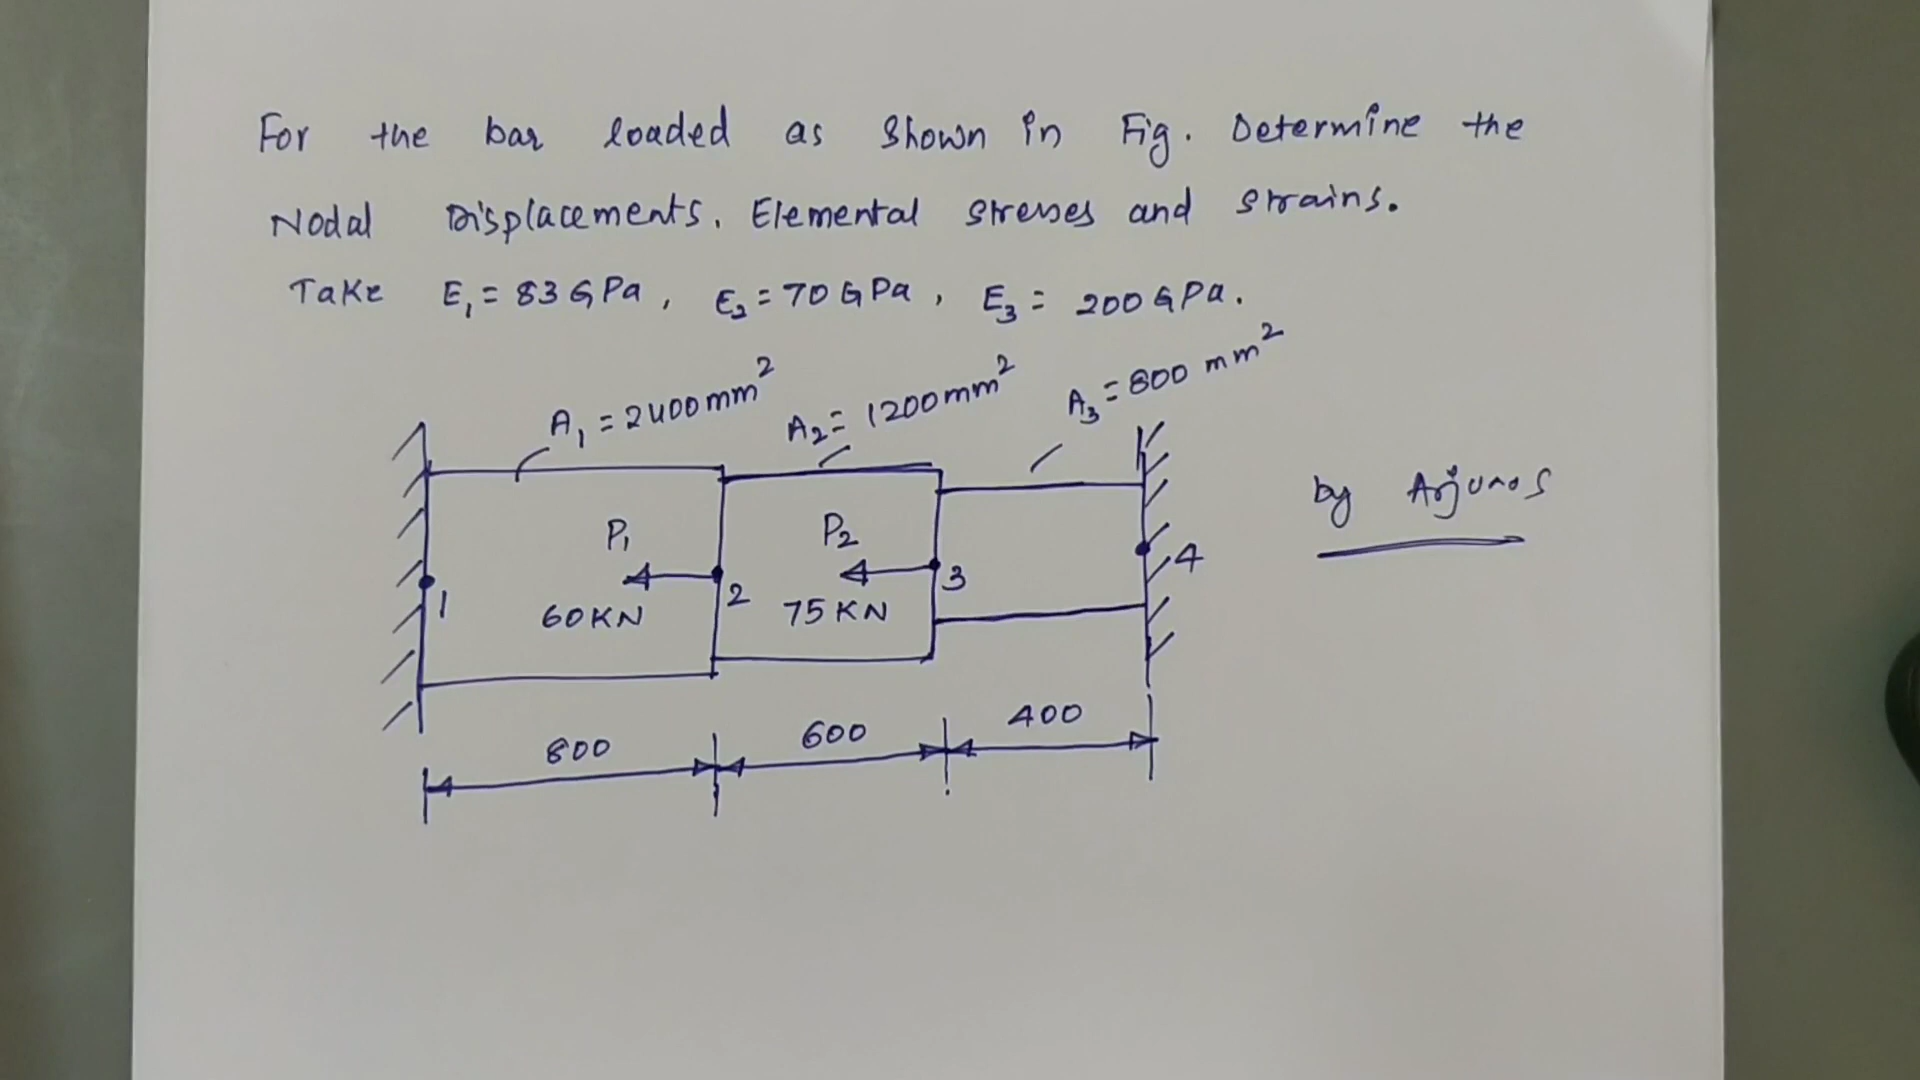 For the bar loaded as Shown in Fig. Determine the
Nodal Displacements. Elemental stresses and strains.
Take E₁ = 83 GPa, E₂ = 70 GPa, E₃ = 200 GPa.
A₁ = 2400 mm² A₂ = 1200 mm² A₃ = 800 mm²
by Arjunas
P₁ P₂
1 2 3 4
60KN 75 KN
800 600 400